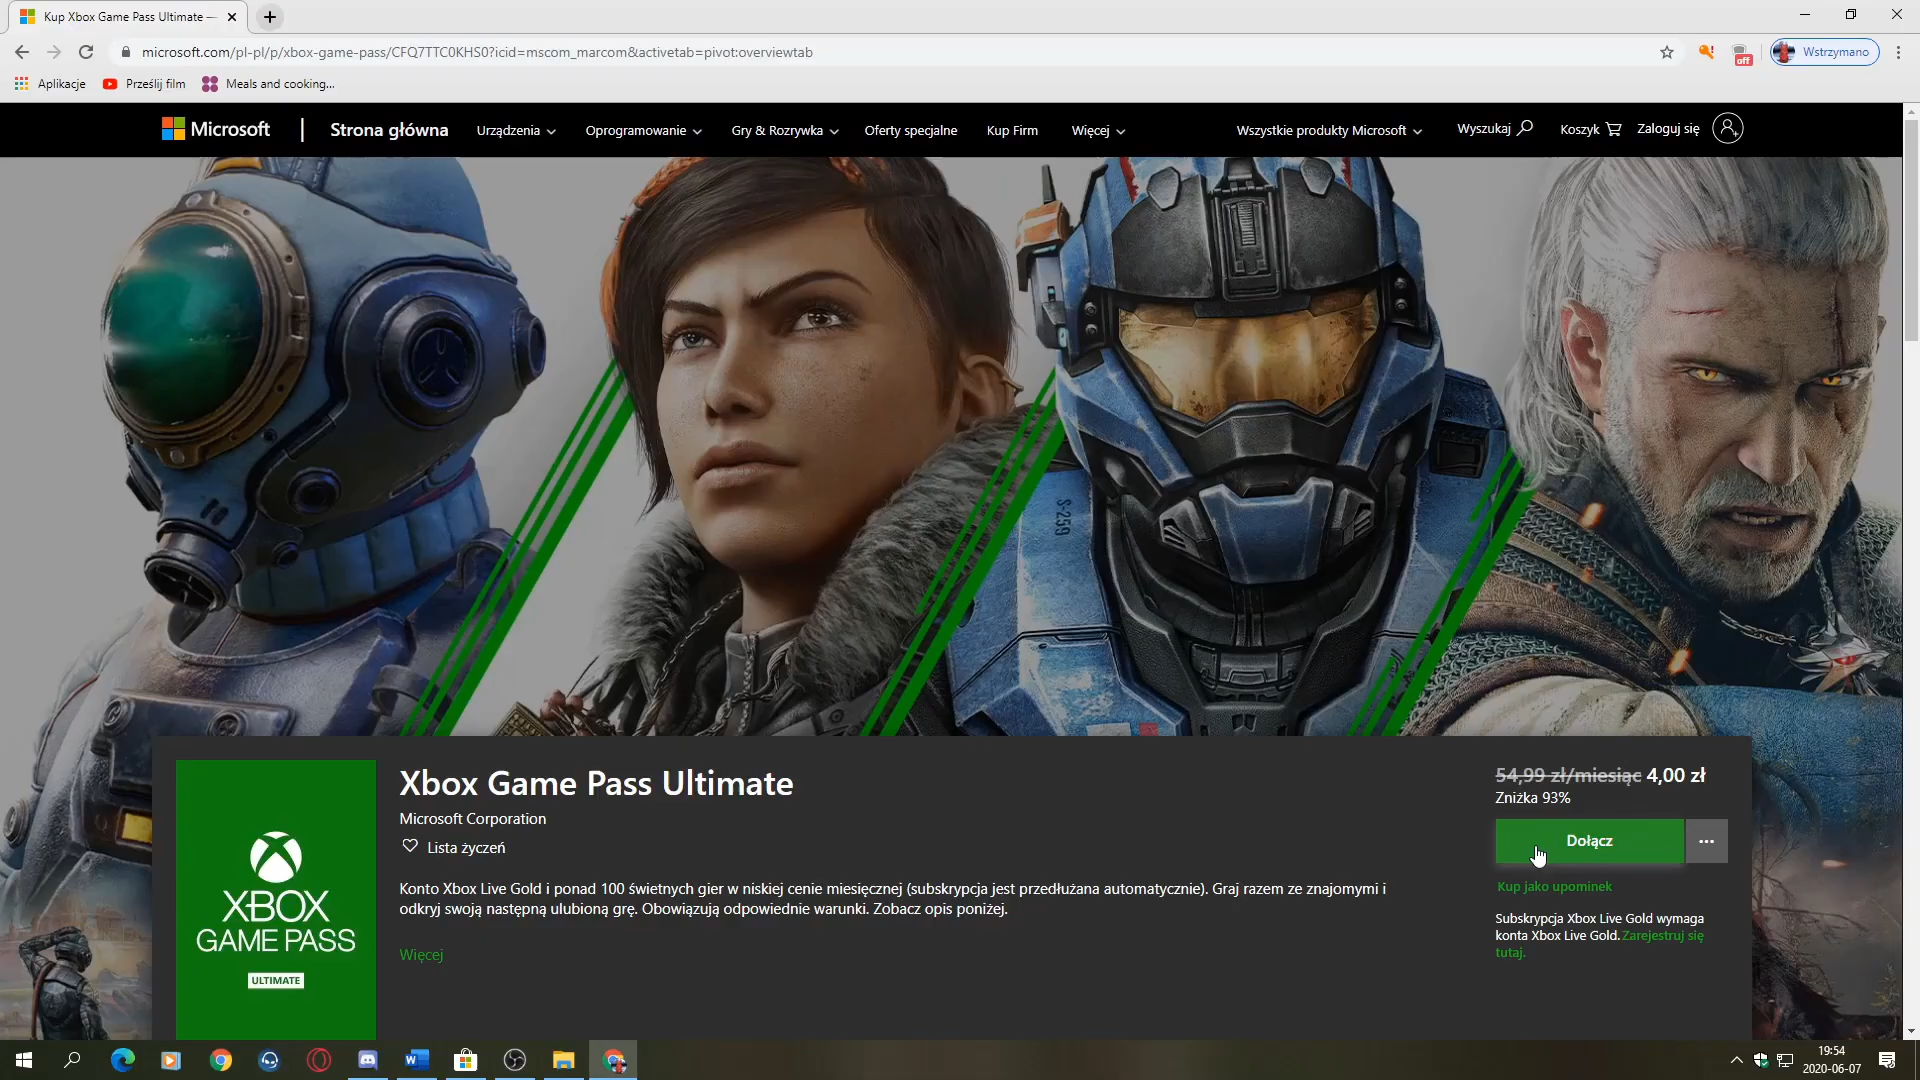 Kup Xbox Game Pass Ultimate —
microsoft.com/pl-pl/p/xbox-game-pass/CFQ7TTC0KHS0?icid=mscom_marcom&activetab=pivot:overviewtab
off
Wstrzymano
Aplikacje
Prześlij film
Meals and cooking...
Microsoft
Strona główna
Urządzenia
Oprogramowanie
Gry & Rozrywka
Oferty specjalne
Kup Firm
Więcej
Wszystkie produkty Microsoft
Wyszukaj
Koszyk
Zaloguj się
S-259
Xbox Game Pass Ultimate
Microsoft Corporation
Lista życzeń
Konto Xbox Live Gold i ponad 100 świetnych gier w niskiej cenie miesięcznej (subskrypcja jest przedłużana automatycznie). Graj razem ze znajomymi i
odkryj swoją następną ulubioną grę. Obowiązują odpowiednie warunki. Zobacz opis poniżej.
Więcej
XBOX
GAME PASS
ULTIMATE
54,99 zł/miesiąc 4,00 zł
Zniżka 93%
Dołącz
Kup jako upominek
Subskrypcja Xbox Live Gold wymaga
konta Xbox Live Gold. Zarejestruj się
tutaj.
19:54
2020-06-07